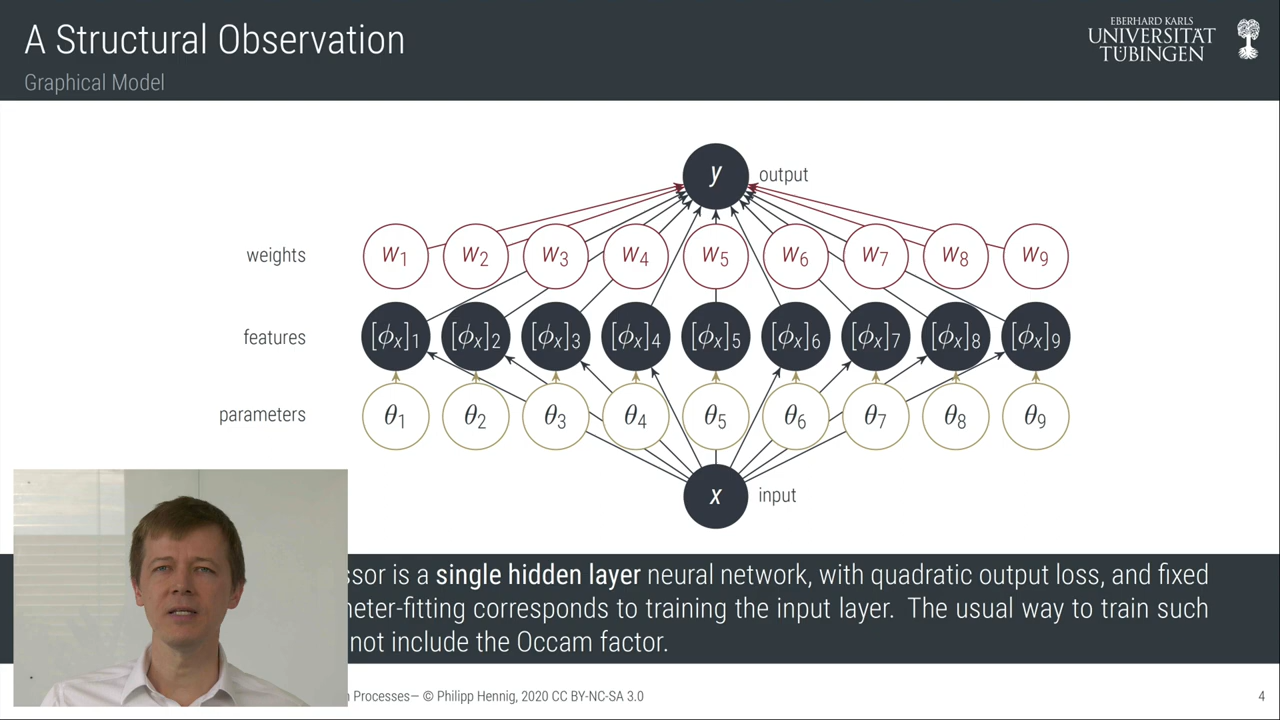 A Structural Observation
Graphical Model
EBERHARD KARLS
UNIVERSITÄT
TÜBINGEN
y output
weights w1 w2 w3 w4 w5 w6 w7 w8 w9
features [ϕx]1 [ϕx]2 [ϕx]3 [ϕx]4 [ϕx]5 [ϕx]6 [ϕx]7 [ϕx]8 [ϕx]9
parameters θ1 θ2 θ3 θ4 θ5 θ6 θ7 θ8 θ9
x input
is a single hidden layer neural network, with quadratic output loss, and fixed
corresponds to training the input layer. The usual way to train such
not include the Occam factor.
Processes— © Philipp Hennig, 2020 CC BY-NC-SA 3.0 4